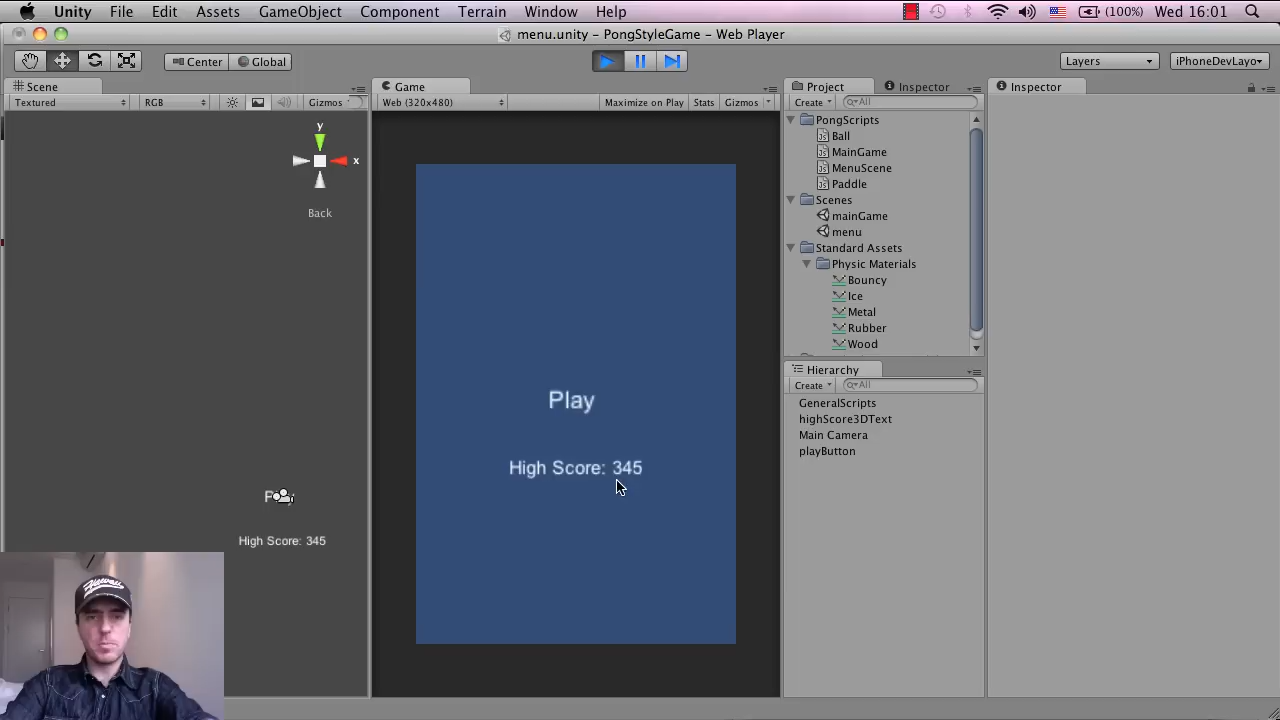 Unity File Edit Assets GameObject Component Terrain Window Help (100%) Wed 16:01
menu.unity – PongStyleGame – Web Player
Center Global Layers iPhoneDevLayo
Scene
Textured RGB Gizmos
y
x
Back
Play
High Score: 345
Game
Web (320x480) Maximize on Play Stats Gizmos
Play
High Score: 345
Project Inspector
Create All
PongScripts
Ball
MainGame
MenuScene
Paddle
Scenes
mainGame
menu
Standard Assets
Physic Materials
Bouncy
Ice
Metal
Rubber
Wood
Hierarchy
Create All
GeneralScripts
highScore3DText
Main Camera
playButton
Inspector